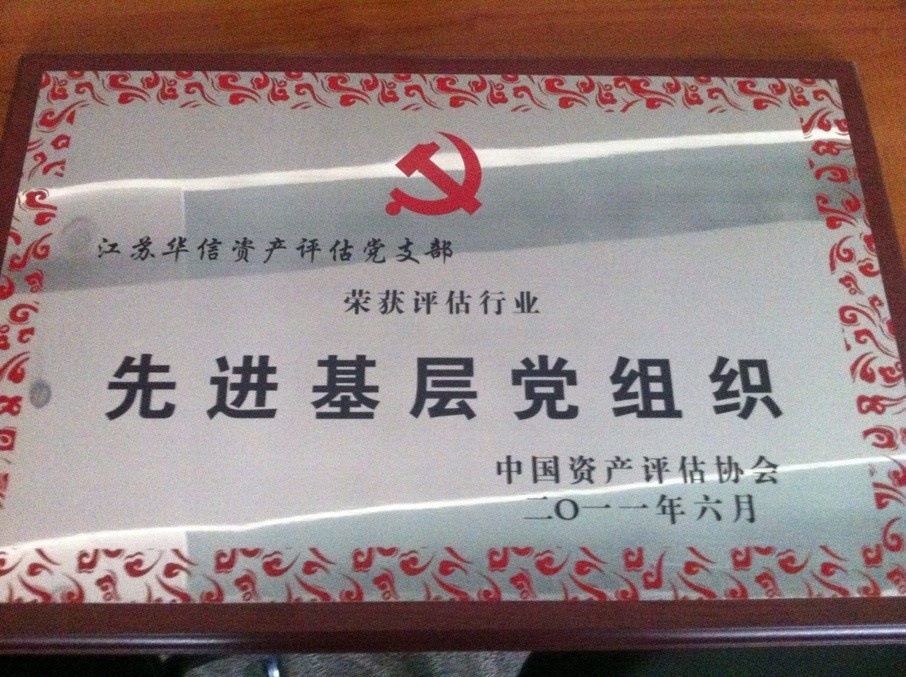 江苏华信资产评估党支部
荣获评估行业
先进基层党组织
中国资产评估协会
二〇一一年六月